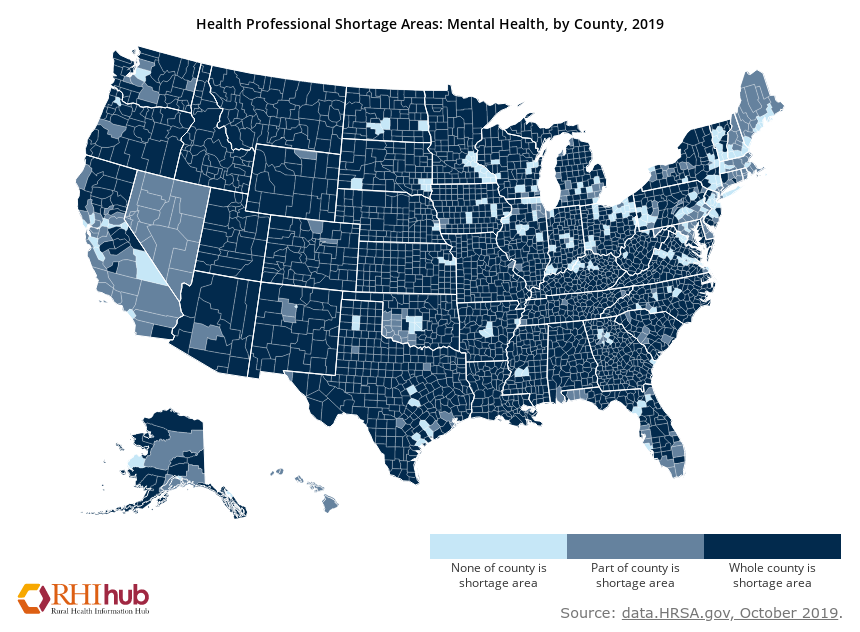 Health Professional Shortage Areas: Mental Health, by County, 2019
None of county is
shortage area
Part of county is
shortage area
Whole county is
shortage area
RHIhub
Rural Health Information Hub
Source: data.HRSA.gov, October 2019.